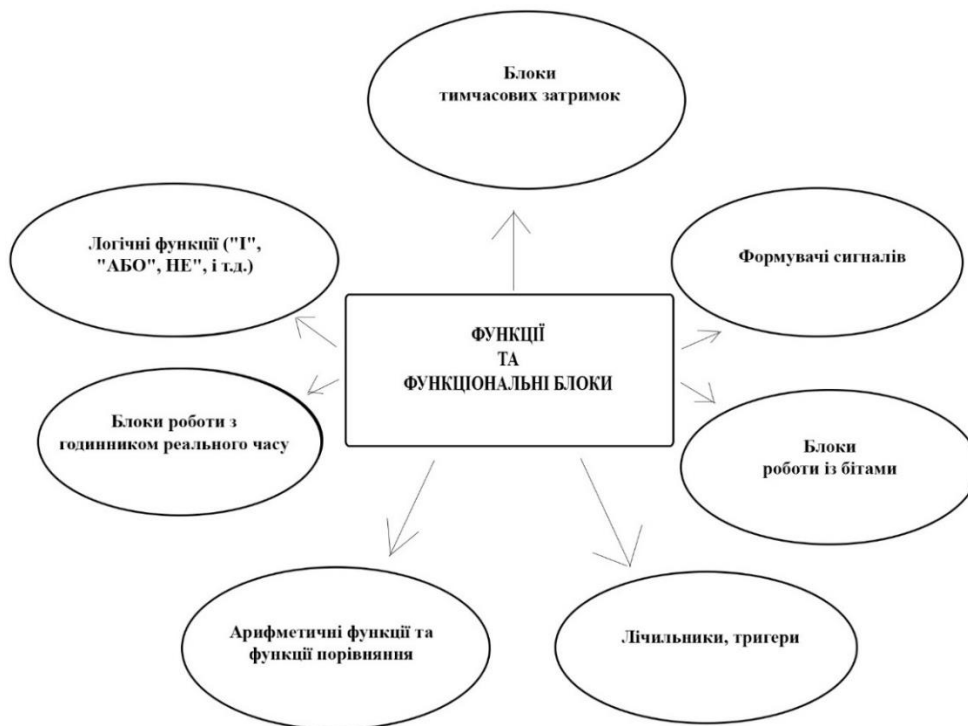 Блоки
тимчасових затримок
Логічні функції ("І",
"АБО", НЕ", і т.д.)
Формувачі сигналів
ФУНКЦІЇ
ТА
ФУНКЦІОНАЛЬНІ БЛОКИ
Блоки роботи з
годинником реального часу
Блоки
роботи із бітами
Арифметичні функції та
функції порівняння
Лічильники, тригери